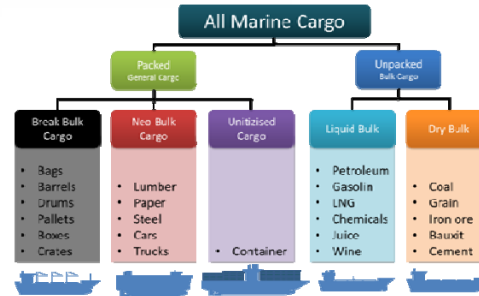 All Marine Cargo
Packed
General Cargo
Unpacked
Bulk Cargo
Break Bulk
Cargo
• Bags
• Barrels
• Drums
• Pallets
• Boxes
• Crates
Neo Bulk
Cargo
• Lumber
• Paper
• Steel
• Cars
• Trucks
Unitizised
Cargo
• Container
Liquid Bulk
• Petroleum
• Gasolin
• LNG
• Chemicals
• Juice
• Wine
Dry Bulk
• Coal
• Grain
• Iron ore
• Bauxit
• Cement